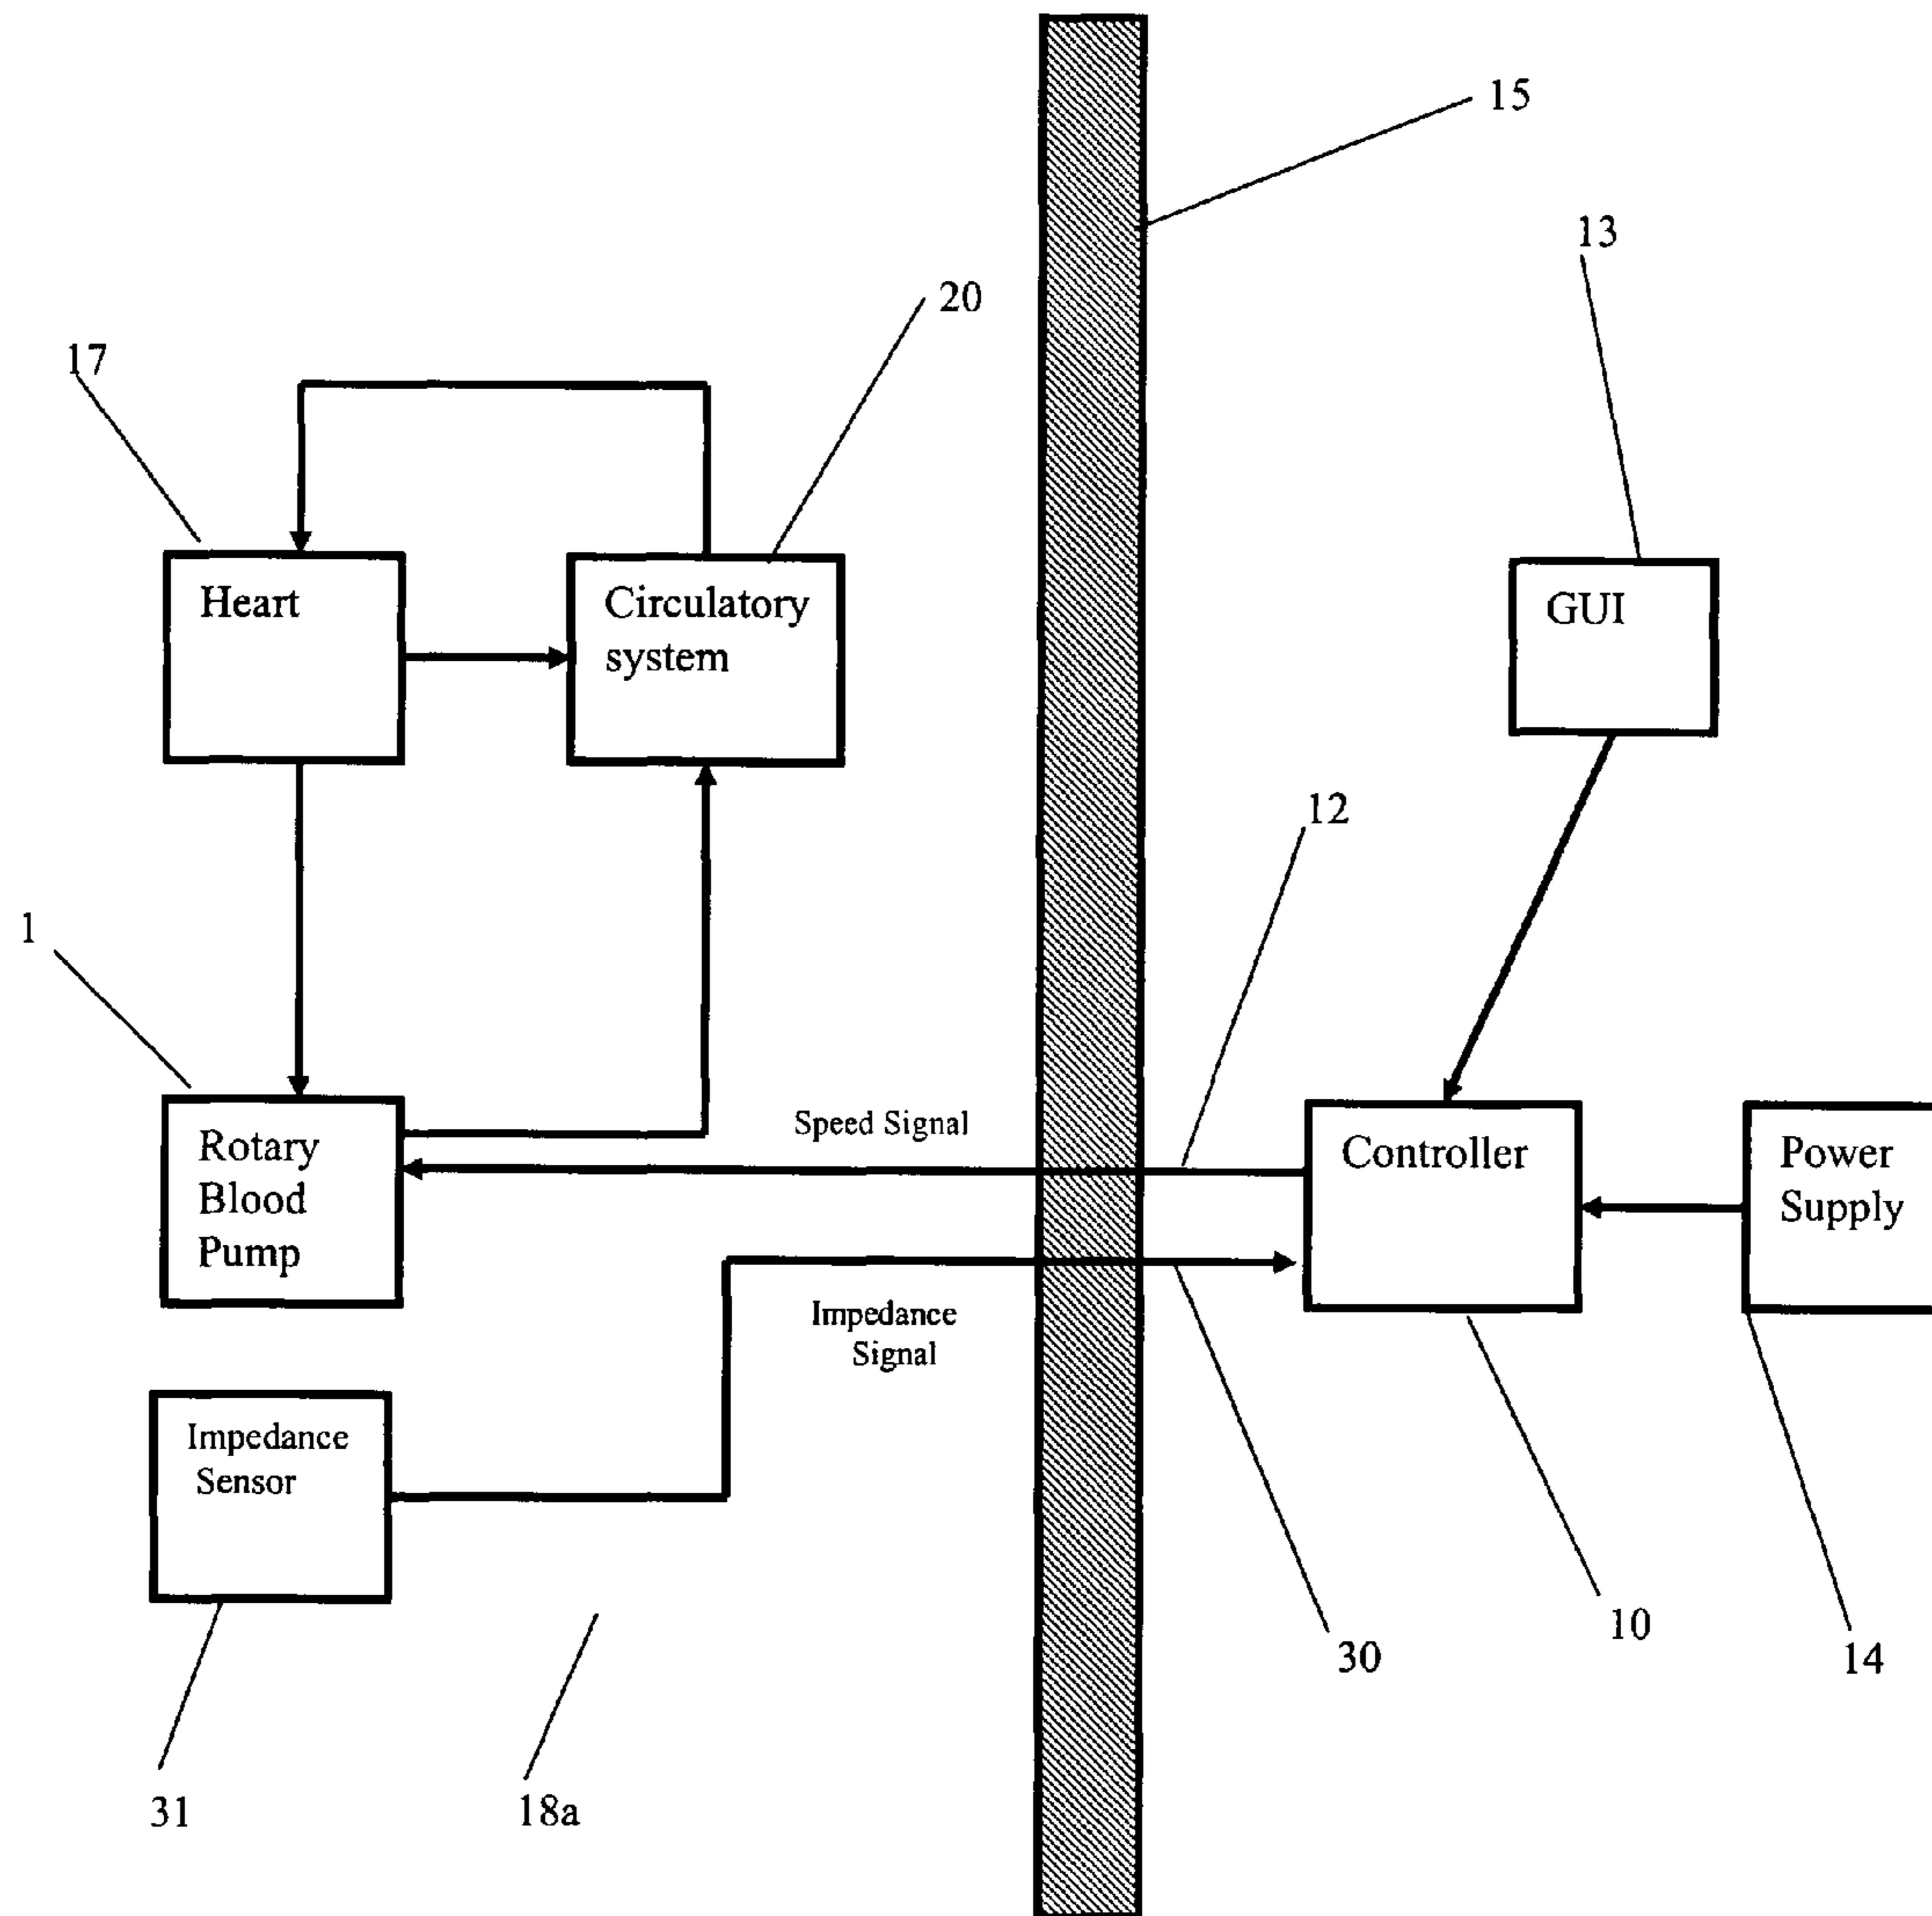 15
13
20
17
Heart
Circulatory
system
GUI
12
1
Speed Signal
Rotary
Blood
Pump
Controller
Power
Supply
Impedance
Signal
Impedance
Sensor
10
30
14
31
18a